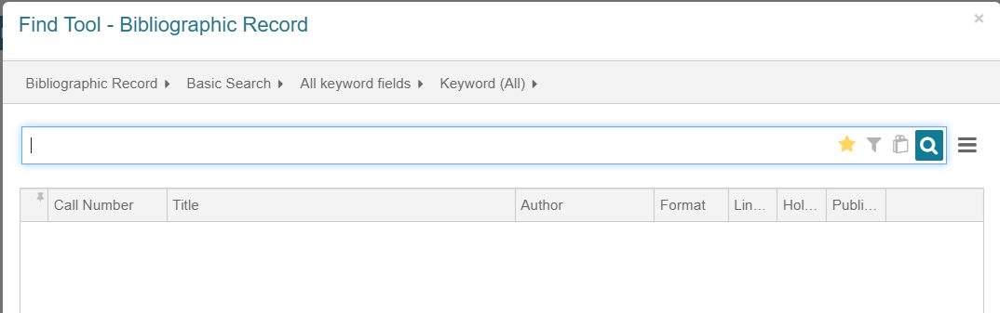 Find Tool - Bibliographic Record
Bibliographic Record Basic Search All keyword fields Keyword (All)
Call Number Title Author Format Lin... Hol... Publi...